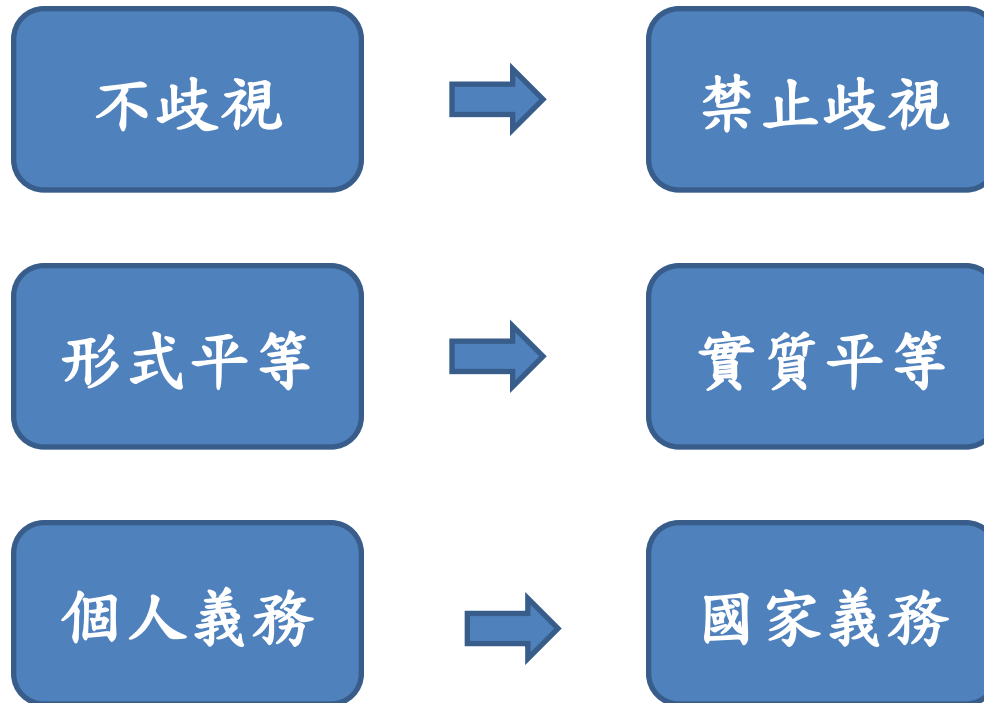 不歧視
禁止歧視
形式平等
實質平等
個人義務
國家義務